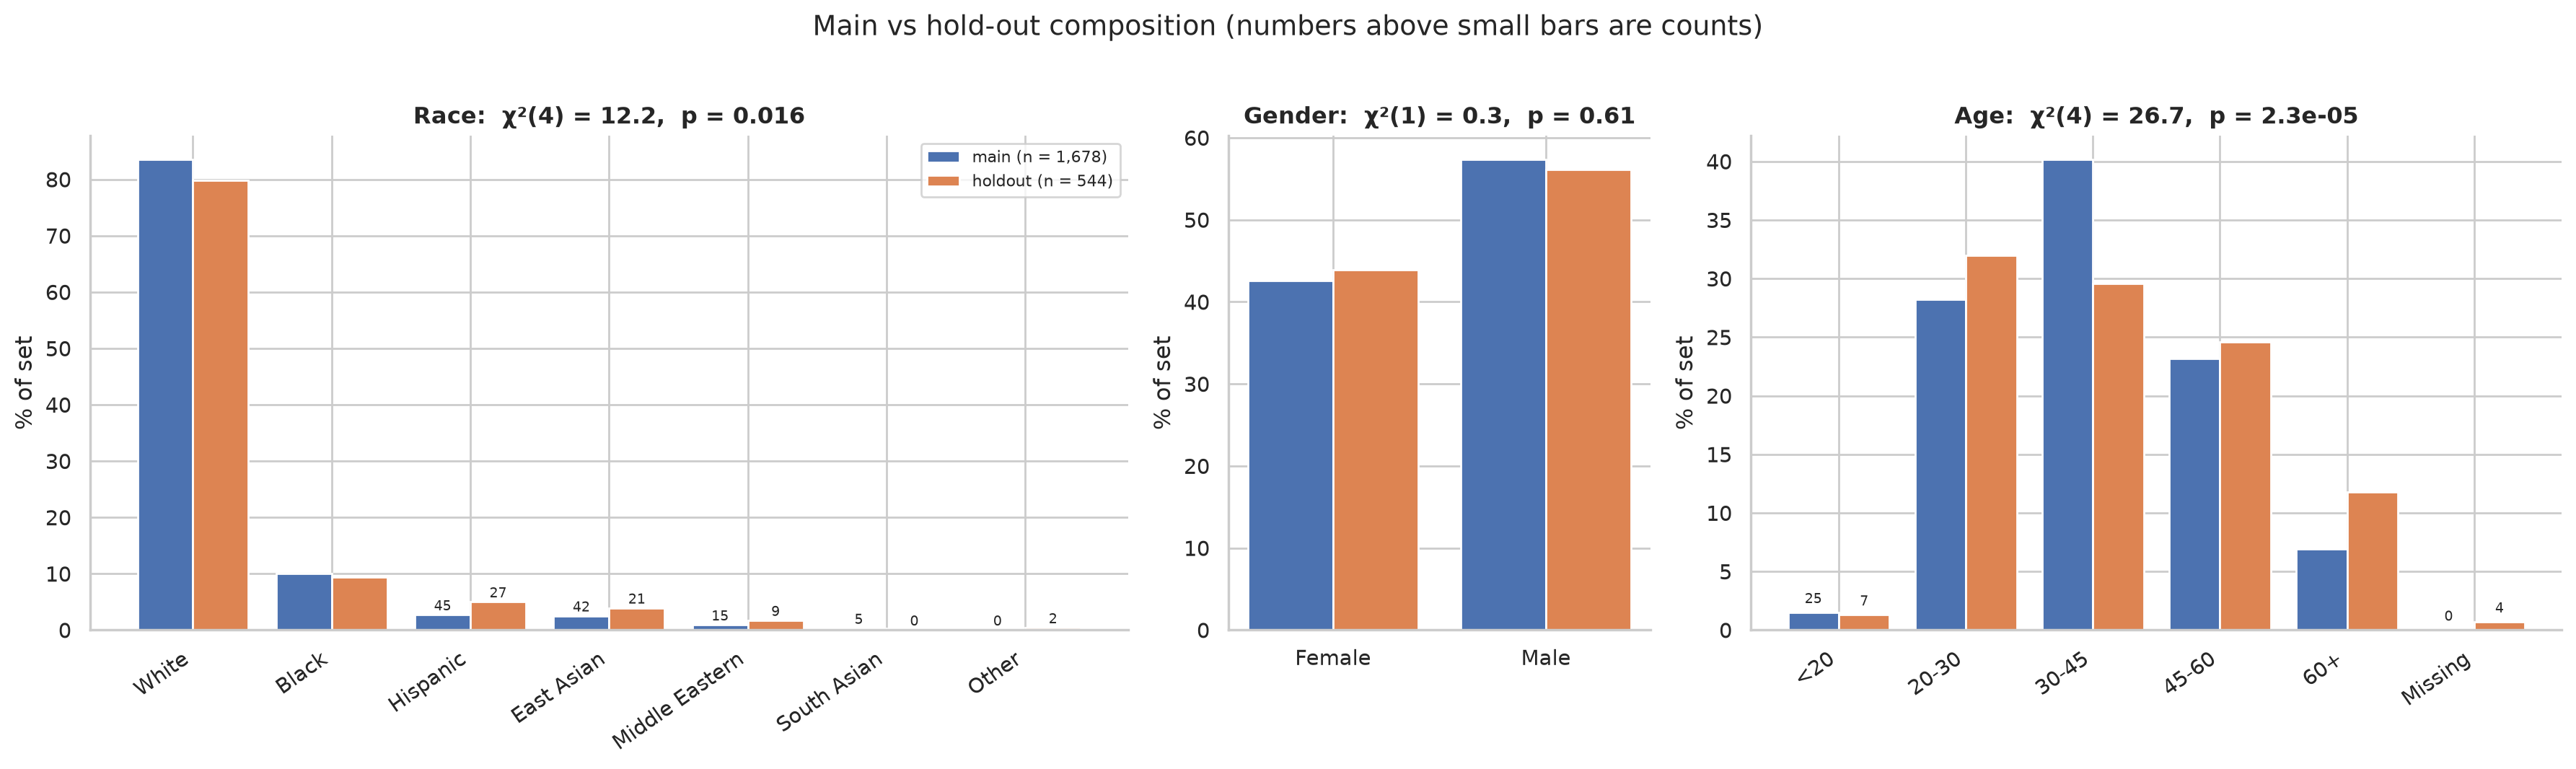 Main vs hold-out composition (numbers above small bars are counts)
Race:  χ²(4) = 12.2,  p = 0.016
% of set
80
70
60
50
40
30
20
10
0
main (n = 1,678)
holdout (n = 544)
45
27
42
21
15
9
5
0
0
2
White
Black
Hispanic
East Asian
Middle Eastern
South Asian
Other
Gender:  χ²(1) = 0.3,  p = 0.61
% of set
60
50
40
30
20
10
0
Female
Male
Age:  χ²(4) = 26.7,  p = 2.3e-05
% of set
40
35
30
25
20
15
10
5
0
25
7
0
4
<20
20-30
30-45
45-60
60+
Missing